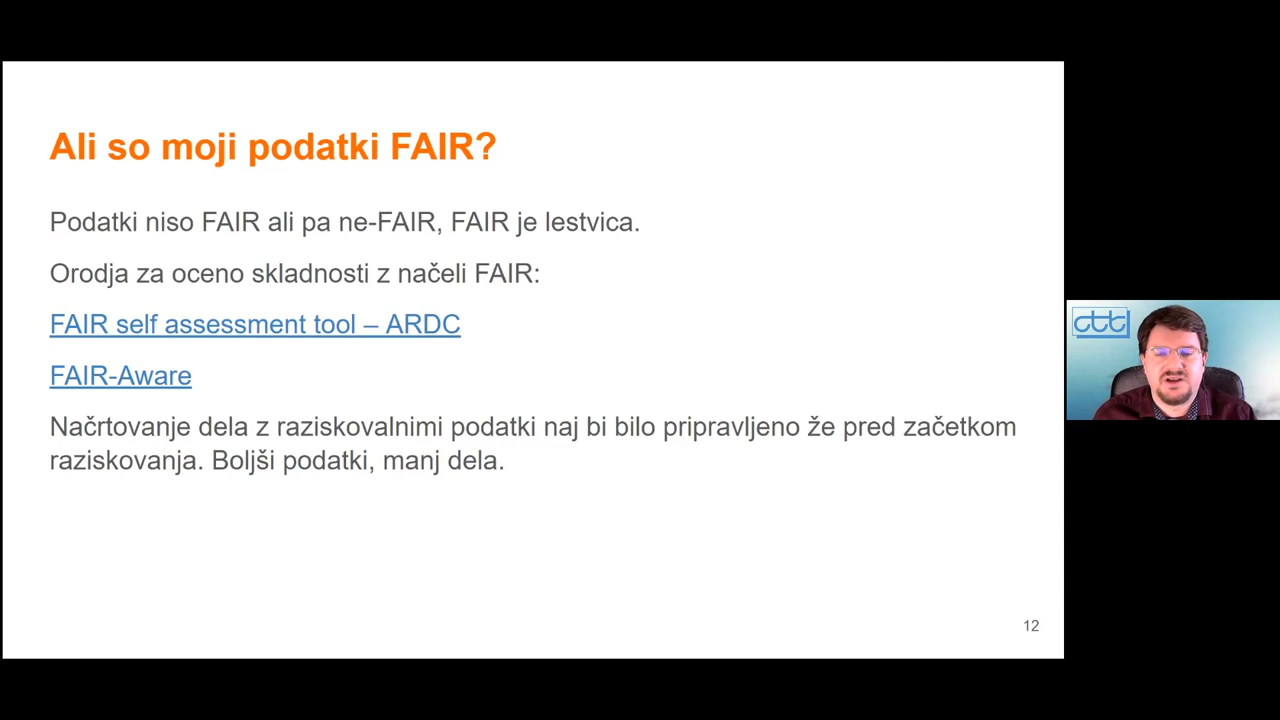 Ali so moji podatki FAIR?
Podatki niso FAIR ali pa ne-FAIR, FAIR je lestvica.
Orodja za oceno skladnosti z načeli FAIR:
FAIR self assessment tool – ARDC
FAIR-Aware
Načrtovanje dela z raziskovalnimi podatki naj bi bilo pripravljeno že pred začetkom
raziskovanja. Boljši podatki, manj dela.
ctt
12